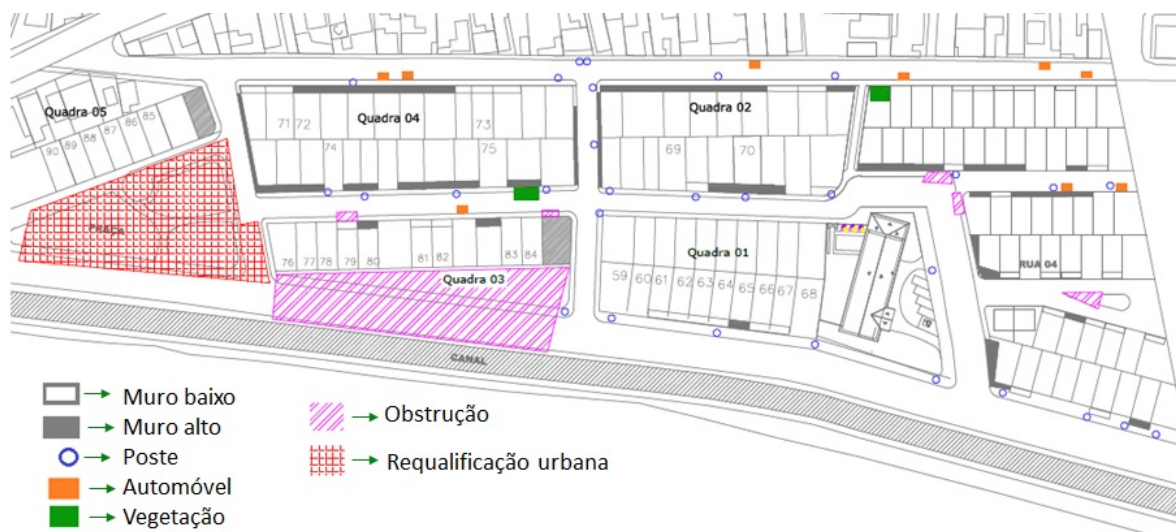 Quadra 05
90 89 88 87 86 85
71 72
Quadra 04
73
74
75
Quadra 02
69
70
PRAÇA
76 77 78 79 80 81 82 83 84
Quadra 03
Quadra 01
59 60 61 62 63 64 65 66 67 68
RUA 04
CANAL
Muro baixo
Muro alto
Poste
Automóvel
Vegetação
Obstrução
Requalificação urbana